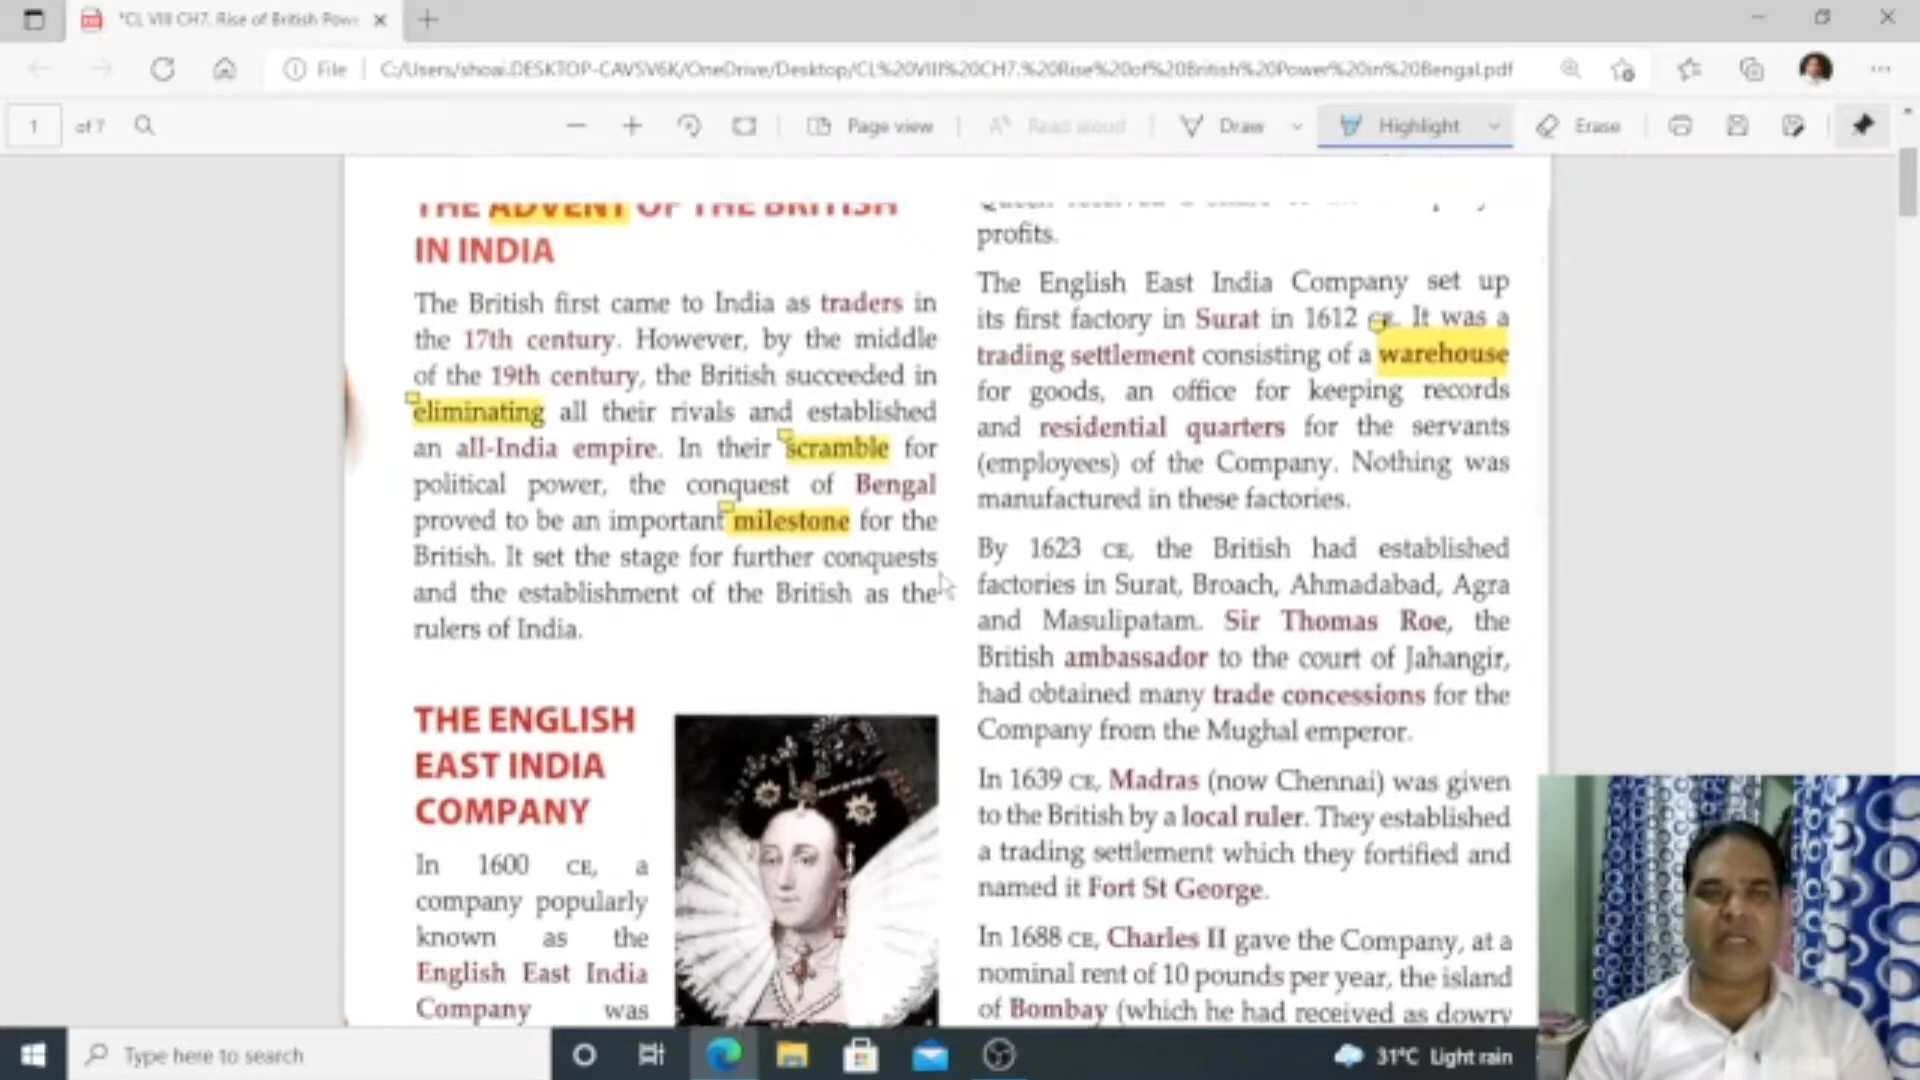 *CL VIII CH7. Rise of British Powe
File
C:/Users/shoai.DESKTOP-CAVSV6K/OneDrive/Desktop/CL%20VIII%20CH7.%20Rise%20of%20British%20Power%20in%20Bengal.pdf
1 of 7
Page view
Read aloud
Draw
Highlight
Erase
THE ADVENT OF THE BRITISH
IN INDIA
The British first came to India as traders in
the 17th century. However, by the middle
of the 19th century, the British succeeded in
eliminating all their rivals and established
an all-India empire. In their scramble for
political power, the conquest of Bengal
proved to be an important milestone for the
British. It set the stage for further conquests
and the establishment of the British as the
rulers of India.
THE ENGLISH
EAST INDIA
COMPANY
In 1600 CE, a
company popularly
known as the
English East India
Company was
profits.
The English East India Company set up
its first factory in Surat in 1612 CE. It was a
trading settlement consisting of a warehouse
for goods, an office for keeping records
and residential quarters for the servants
(employees) of the Company. Nothing was
manufactured in these factories.
By 1623 CE, the British had established
factories in Surat, Broach, Ahmadabad, Agra
and Masulipatam. Sir Thomas Roe, the
British ambassador to the court of Jahangir,
had obtained many trade concessions for the
Company from the Mughal emperor.
In 1639 CE, Madras (now Chennai) was given
to the British by a local ruler. They established
a trading settlement which they fortified and
named it Fort St George.
In 1688 CE, Charles II gave the Company, at a
nominal rent of 10 pounds per year, the island
of Bombay (which he had received as dowry
Type here to search
31°C Light rain